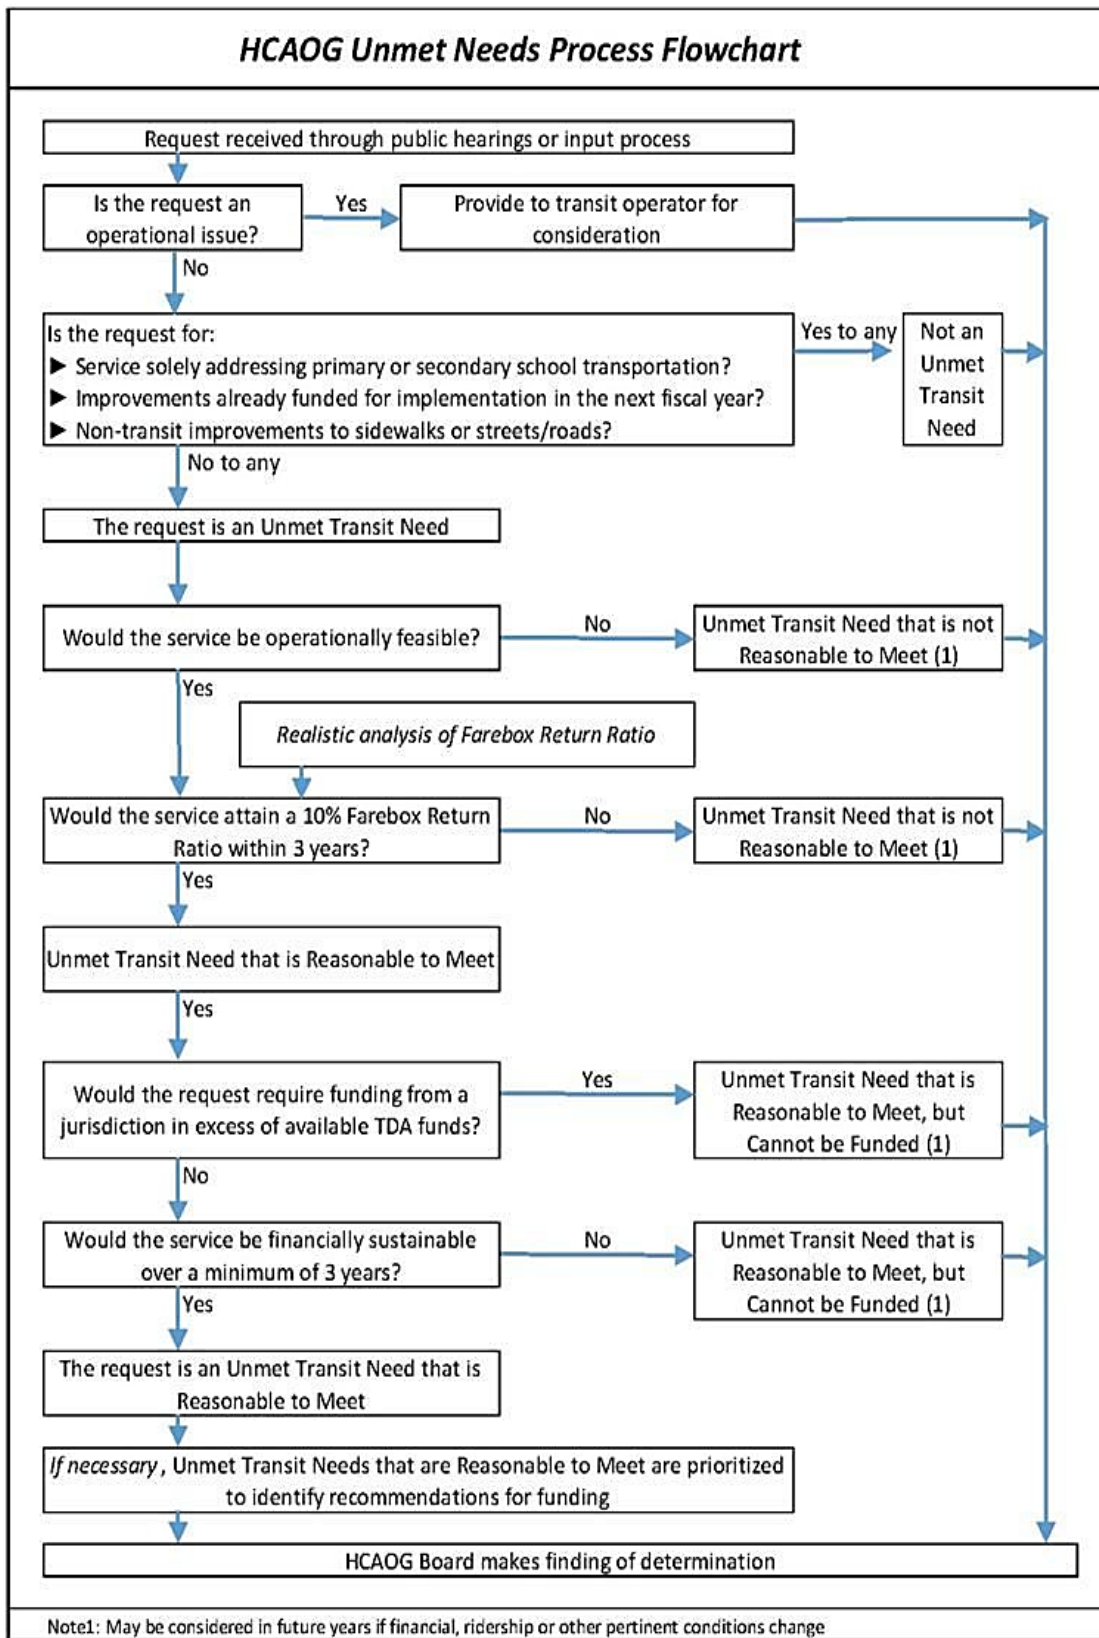 HCAOG Unmet Needs Process Flowchart
Request received through public hearings or input process
Is the request an
operational issue?
Yes
Provide to transit operator for
consideration
No
Is the request for:
► Service solely addressing primary or secondary school transportation?
► Improvements already funded for implementation in the next fiscal year?
► Non-transit improvements to sidewalks or streets/roads?
Yes to any
Not an
Unmet
Transit
Need
No to any
The request is an Unmet Transit Need
Would the service be operationally feasible?
No
Unmet Transit Need that is not
Reasonable to Meet (1)
Yes
Realistic analysis of Farebox Return Ratio
Would the service attain a 10% Farebox Return
Ratio within 3 years?
No
Unmet Transit Need that is not
Reasonable to Meet (1)
Yes
Unmet Transit Need that is Reasonable to Meet
Yes
Would the request require funding from a
jurisdiction in excess of available TDA funds?
Yes
Unmet Transit Need that is
Reasonable to Meet, but
Cannot be Funded (1)
No
Would the service be financially sustainable
over a minimum of 3 years?
No
Unmet Transit Need that is
Reasonable to Meet, but
Cannot be Funded (1)
Yes
The request is an Unmet Transit Need that is
Reasonable to Meet
If necessary, Unmet Transit Needs that are Reasonable to Meet are prioritized
to identify recommendations for funding
HCAOG Board makes finding of determination
Note1: May be considered in future years if financial, ridership or other pertinent conditions change